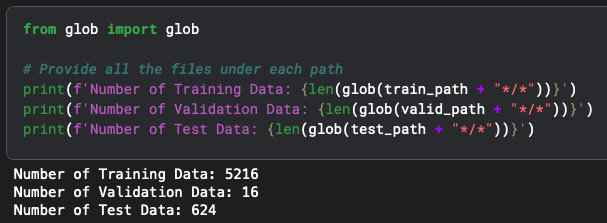 from glob import glob
# Provide all the files under each path
print(f'Number of Training Data: {len(glob(train_path + "*/*"))}')
print(f'Number of Validation Data: {len(glob(valid_path + "*/*"))}')
print(f'Number of Test Data: {len(glob(test_path + "*/*"))}')
Number of Training Data: 5216
Number of Validation Data: 16
Number of Test Data: 624